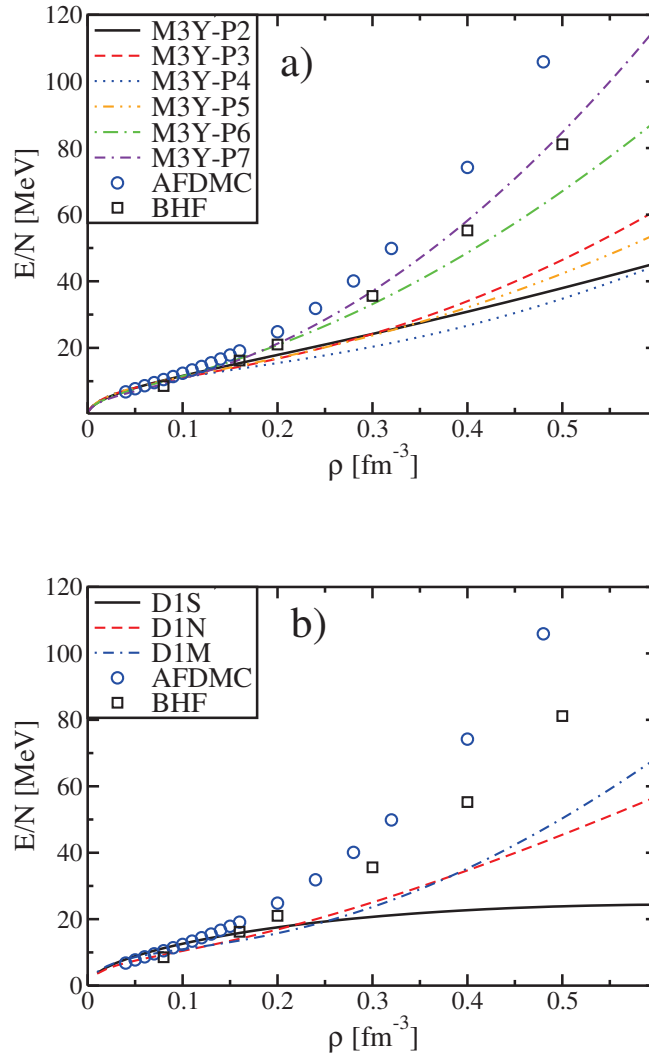 120
100
80
60
40
20
0
E/N [MeV]
M3Y-P2
M3Y-P3
M3Y-P4
M3Y-P5
M3Y-P6
M3Y-P7
AFDMC
BHF
a)
0
0.1
0.2
0.3
0.4
0.5
ρ [fm⁻³]
120
100
80
60
40
20
0
E/N [MeV]
D1S
D1N
D1M
AFDMC
BHF
b)
0
0.1
0.2
0.3
0.4
0.5
ρ [fm⁻³]